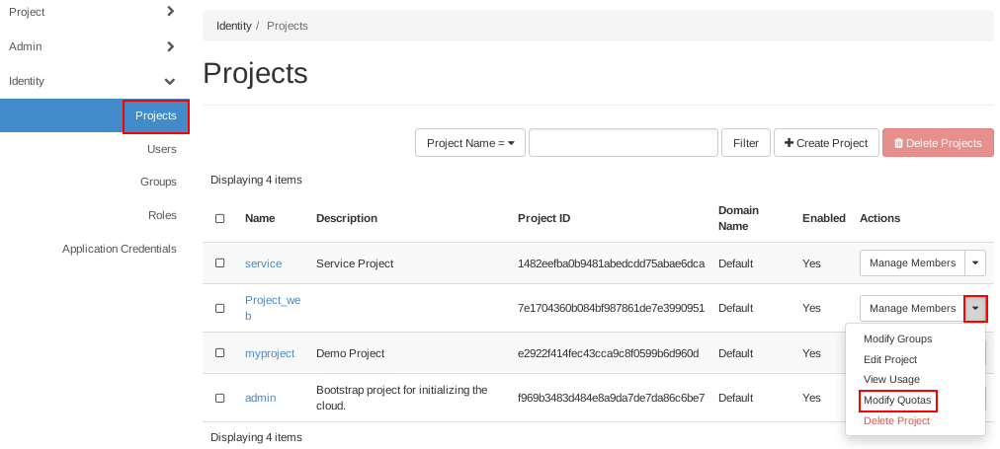 Project
Admin
Identity
Projects
Users
Groups
Roles
Application Credentials
Identity / Projects
Projects
Project Name = Filter Create Project Delete Projects
Displaying 4 items
Name Description Project ID Domain Name Enabled Actions
service Service Project 1482eefba0b9481abedcdd75abae6dca Default Yes Manage Members
Project_we
b 7e1704360b084bf987861de7e3990951 Default Yes Manage Members
Modify Groups
Edit Project
View Usage
Modify Quotas
Delete Project
myproject Demo Project e2922f414fec43cca9c8f0599b6d960d Default Yes
admin Bootstrap project for initializing the
cloud. f969b3483d484e8a9da7de7da86c6be7 Default Yes
Displaying 4 items